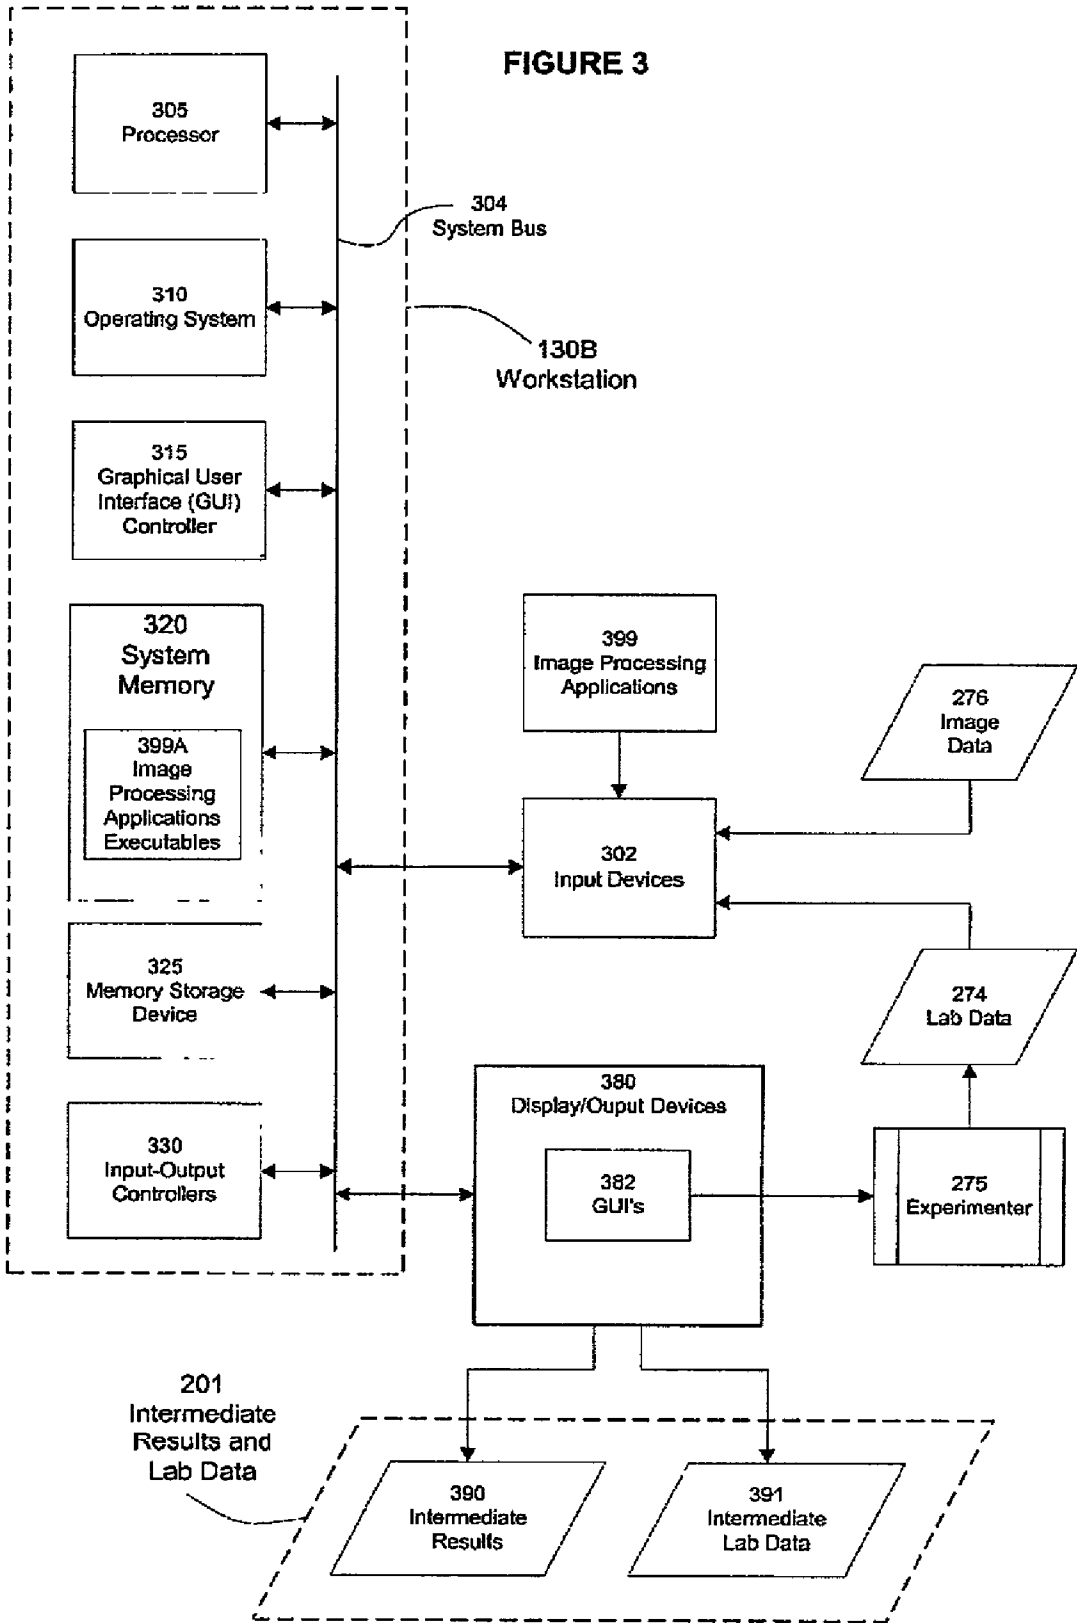 FIGURE 3
305
Processor
304
System Bus
310
Operating System
130B
Workstation
315
Graphical User
Interface (GUI)
Controller
320
System
Memory
399A
Image
Processing
Applications
Executables
399
Image Processing
Applications
276
Image
Data
302
Input Devices
325
Memory Storage
Device
274
Lab Data
380
Display/Ouput Devices
382
GUI's
275
Experimenter
330
Input-Output
Controllers
201
Intermediate
Results and
Lab Data
390
Intermediate
Results
391
Intermediate
Lab Data